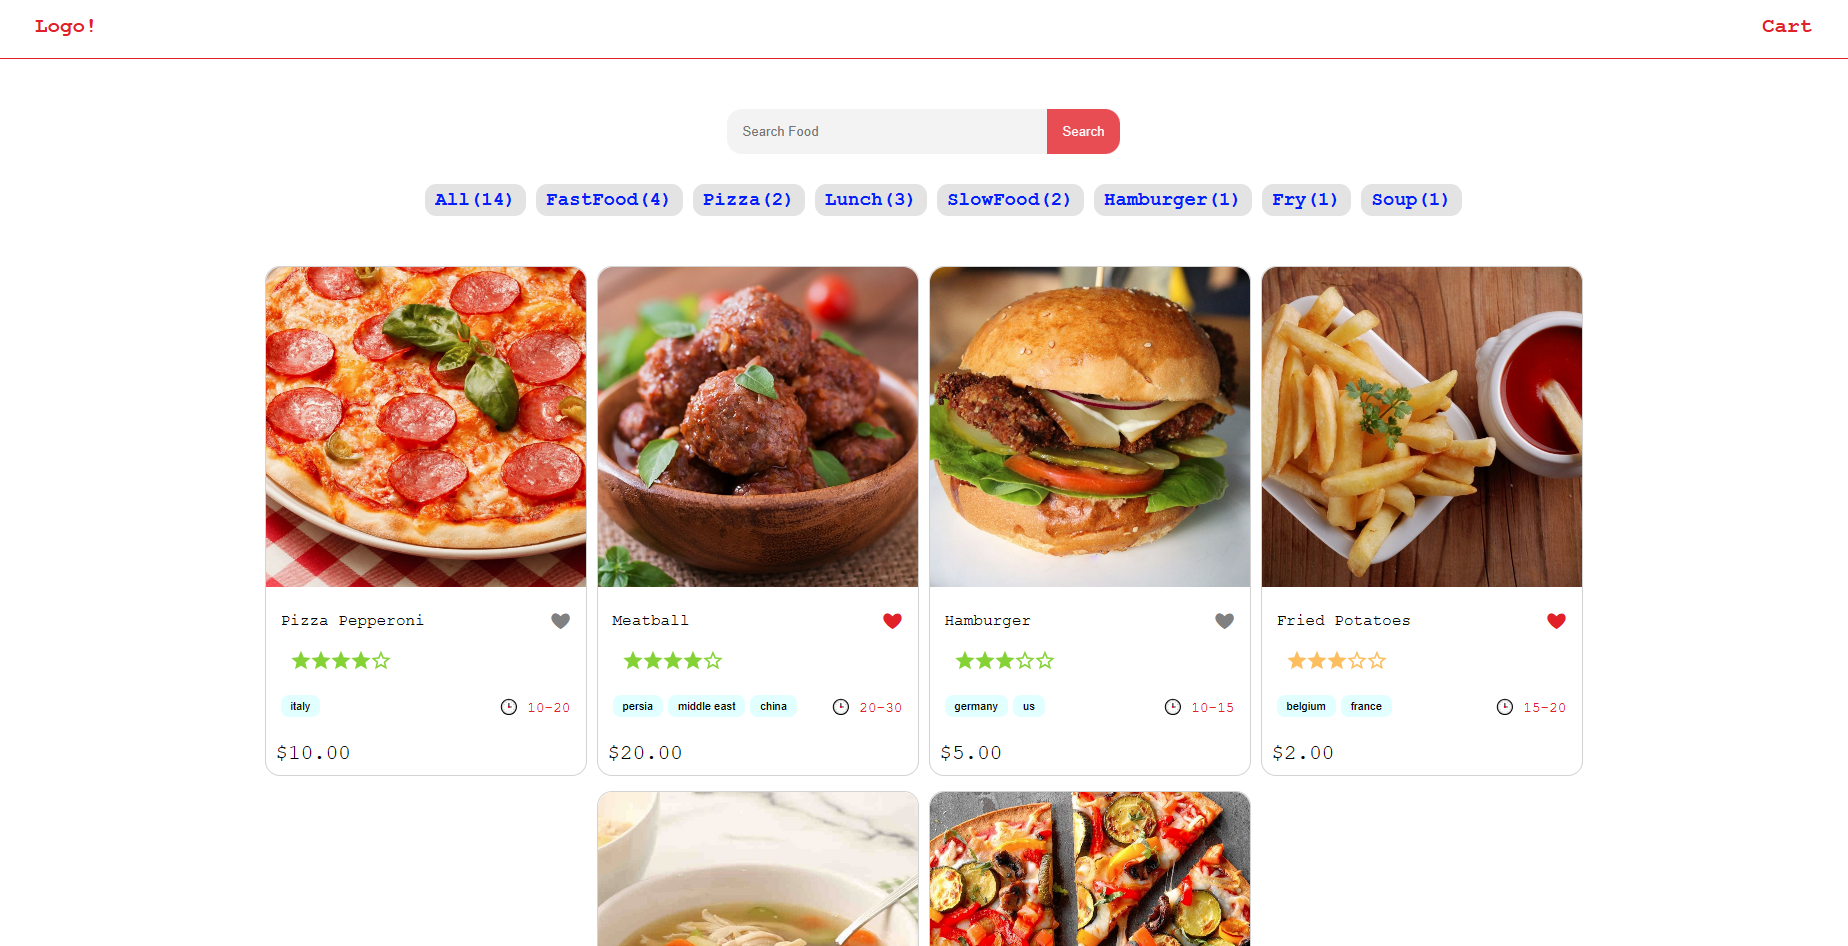 Logo! Cart
Search Food Search
All(14) FastFood(4) Pizza(2) Lunch(3) SlowFood(2) Hamburger(1) Fry(1) Soup(1)
Pizza Pepperoni
italy 10-20
$10.00
Meatball
persia middle east china 20-30
$20.00
Hamburger
germany us 10-15
$5.00
Fried Potatoes
belgium france 15-20
$2.00